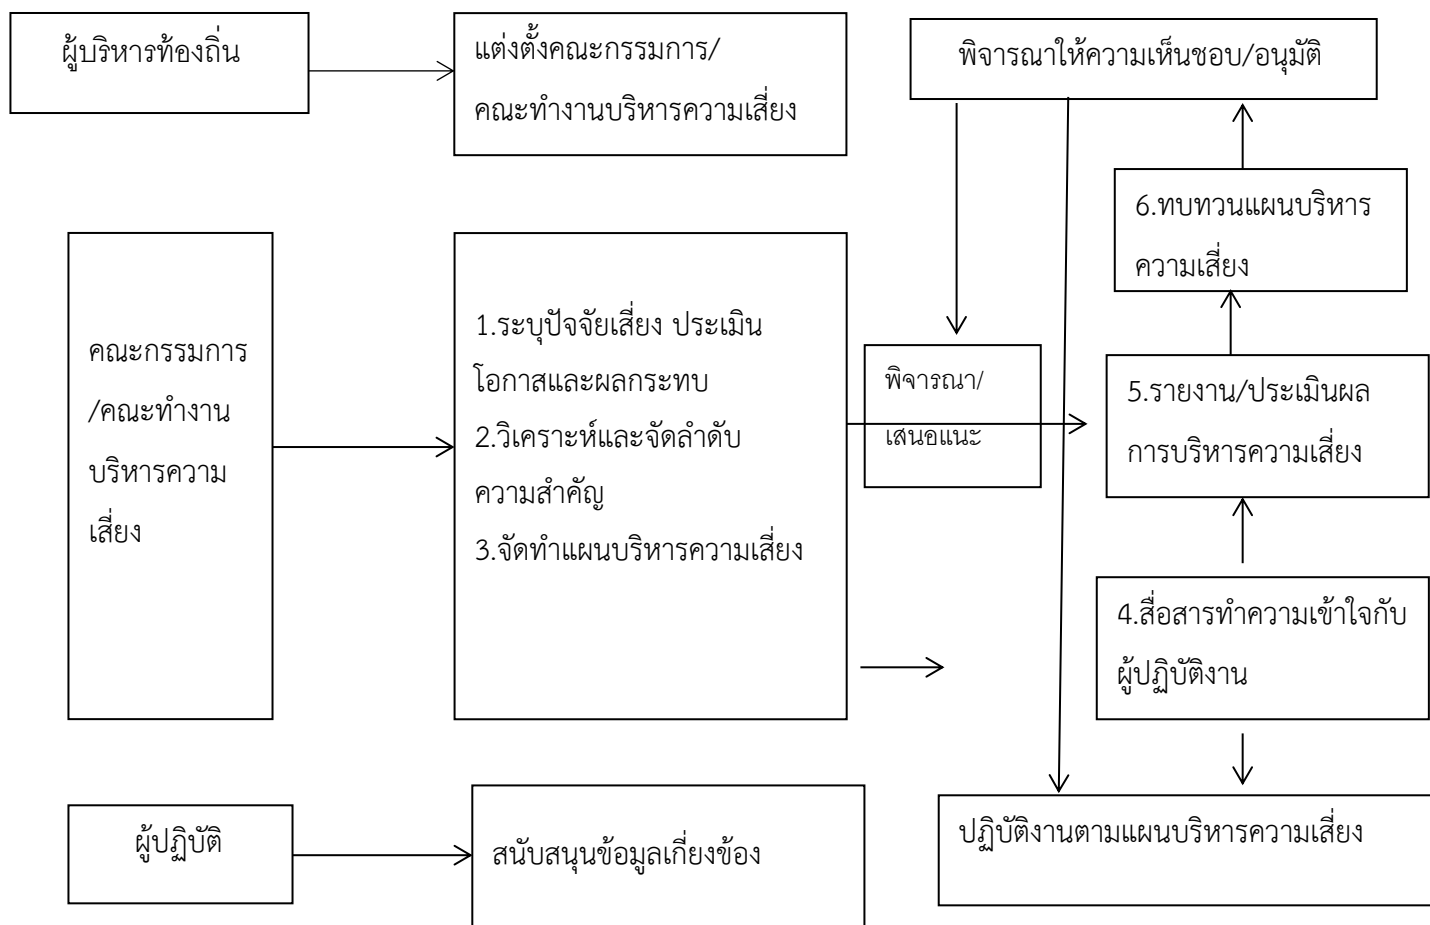 ผู้บริหารท้องถิ่น
แต่งตั้งคณะกรรมการ/
คณะทำงานบริหารความเสี่ยง
พิจารณาให้ความเห็นชอบ/อนุมัติ
6.ทบทวนแผนบริหาร
ความเสี่ยง
คณะกรรมการ
/คณะทำงาน
บริหารความ
เสี่ยง
1.ระบุปัจจัยเสี่ยง ประเมิน
โอกาสและผลกระทบ
2.วิเคราะห์และจัดลำดับ
ความสำคัญ
3.จัดทำแผนบริหารความเสี่ยง
พิจารณา/
เสนอแนะ
5.รายงาน/ประเมินผล
การบริหารความเสี่ยง
4.สื่อสารทำความเข้าใจกับ
ผู้ปฏิบัติงาน
ผู้ปฏิบัติ
สนับสนุนข้อมูลเกี่ยงข้อง
ปฏิบัติงานตามแผนบริหารความเสี่ยง